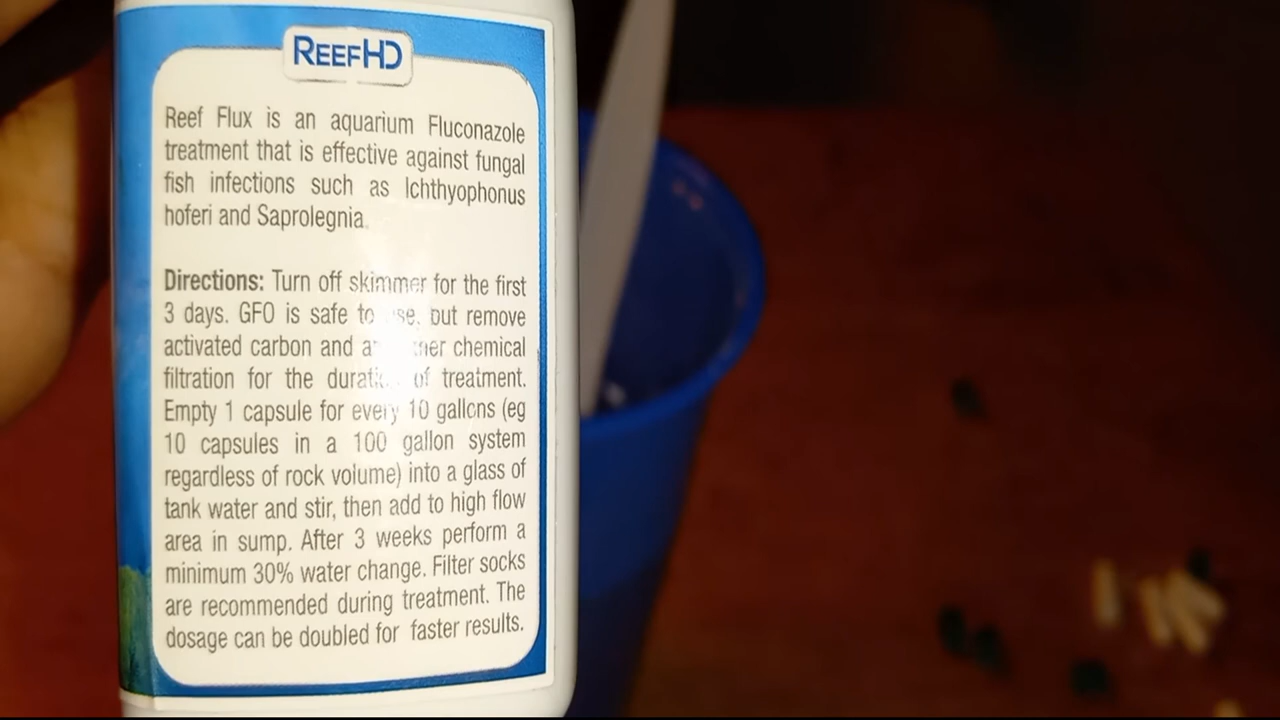 REEFHD
Reef Flux is an aquarium Fluconazole
treatment that is effective against fungal
fish infections such as Ichthyophonus
hoferi and Saprolegnia.
Directions: Turn off skimmer for the first
3 days. GFO is safe to use, but remove
activated carbon and chemical
filtration for the duration of treatment.
Empty 1 capsule for every 10 gallons (eg
10 capsules in a 100 gallon system
regardless of rock volume) into a glass of
tank water and stir, then add to high flow
area in sump. After 3 weeks perform a
minimum 30% water change. Filter socks
are recommended during treatment. The
dosage can be doubled for faster results.